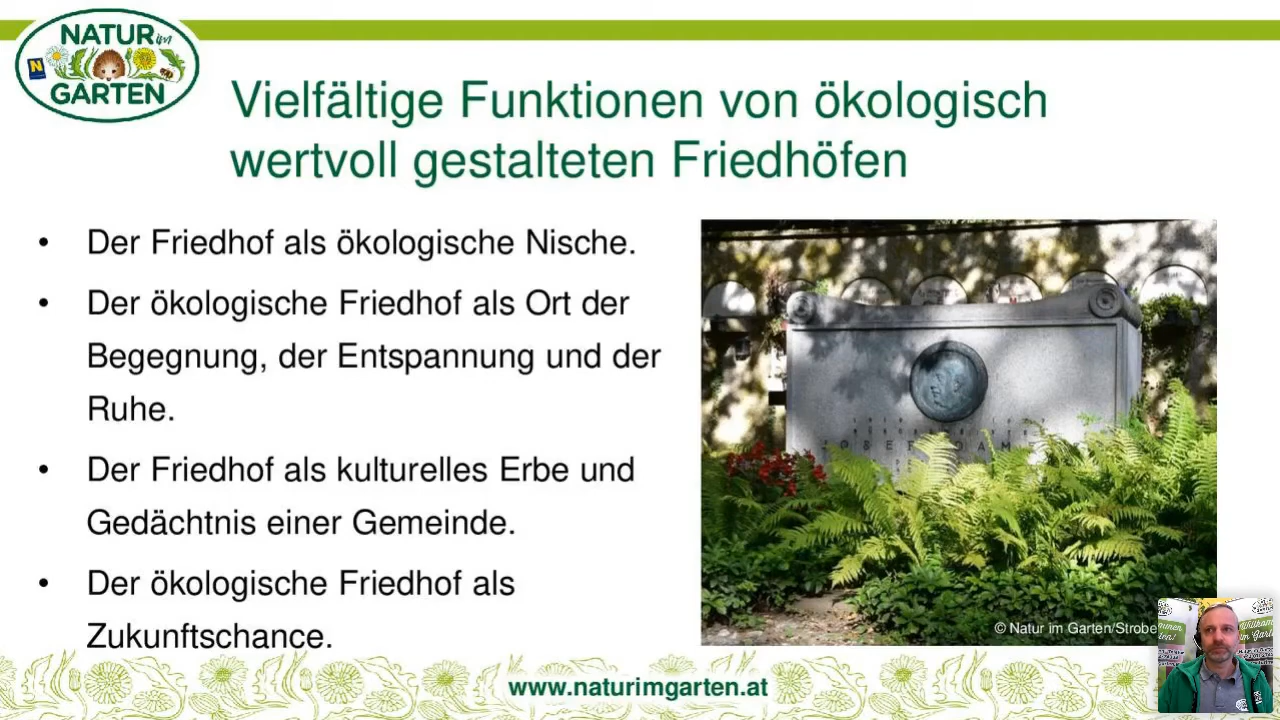 NATUR im
GARTEN
N
Vielfältige Funktionen von ökologisch
wertvoll gestalteten Friedhöfen
• Der Friedhof als ökologische Nische.
• Der ökologische Friedhof als Ort der
Begegnung, der Entspannung und der
Ruhe.
• Der Friedhof als kulturelles Erbe und
Gedächtnis einer Gemeinde.
• Der ökologische Friedhof als
Zukunftschance.
© Natur im Garten/Strobe
www.naturimgarten.at